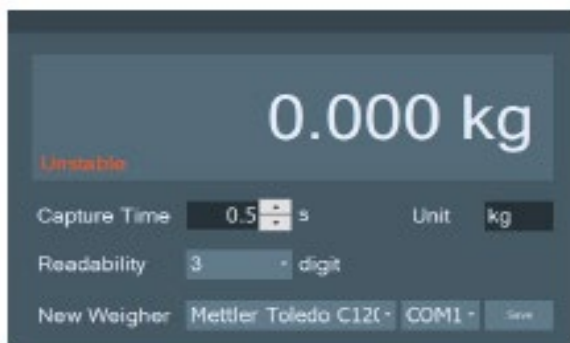 0.000 kg
Unstable
Capture Time 0.5 s Unit kg
Readability 3 digit
New Weigher Mettler Toledo C12( COM1 Save